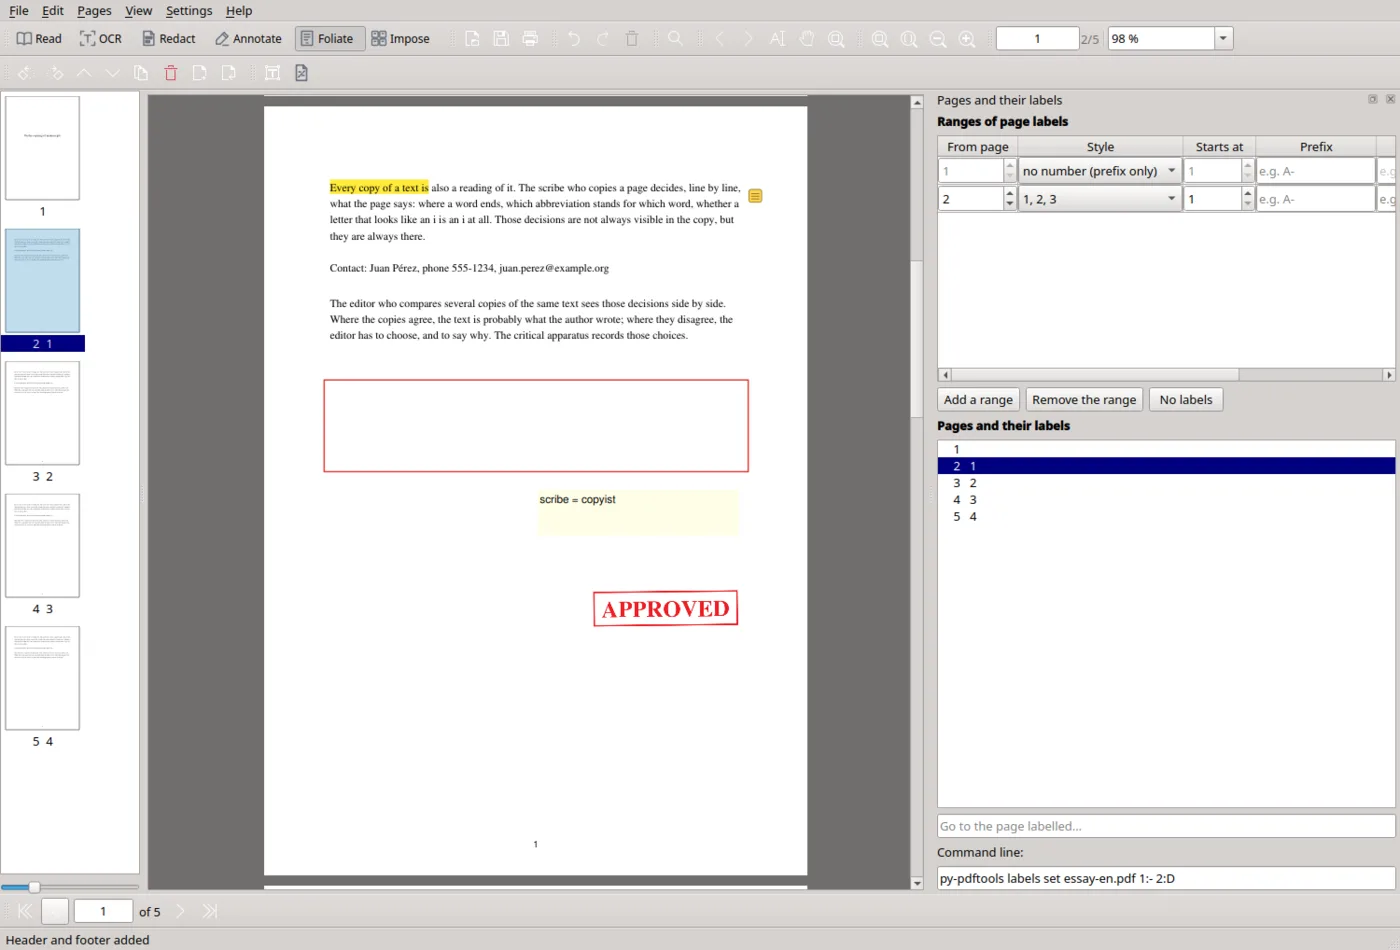 File Edit Pages View Settings Help
Read OCR Redact Annotate Foliate Impose 1 2/5 98 %
1
2 1
3 2
4 3
5 4
Every copy of a text is also a reading of it. The scribe who copies a page decides, line by line,
what the page says: where a word ends, which abbreviation stands for which word, whether a
letter that looks like an i is an i at all. Those decisions are not always visible in the copy, but
they are always there.
Contact: Juan Pérez, phone 555-1234, juan.perez@example.org
The editor who compares several copies of the same text sees those decisions side by side.
Where the copies agree, the text is probably what the author wrote; where they disagree, the
editor has to choose, and to say why. The critical apparatus records those choices.
scribe = copyist
APPROVED
1
Pages and their labels
Ranges of page labels
From page Style Starts at Prefix
1 no number (prefix only) 1 e.g. A- e.g
2 1, 2, 3 1 e.g. A- e.g
Add a range Remove the range No labels
Pages and their labels
1
2 1
3 2
4 3
5 4
Go to the page labelled...
Command line:
py-pdftools labels set essay-en.pdf 1:- 2:D
1 of 5
Header and footer added